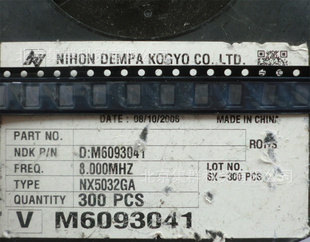 NIHON DEMPA KOGYO CO. LTD.
DATE : 08/10/2006 MADE IN CHINA
PART NO.
NDK P/N D:M6093041
FREQ. 8.000MHZ LOT NO.
TYPE NX5032GA SX-300 PCS
QUANTITY 300 PCS
V M6093041